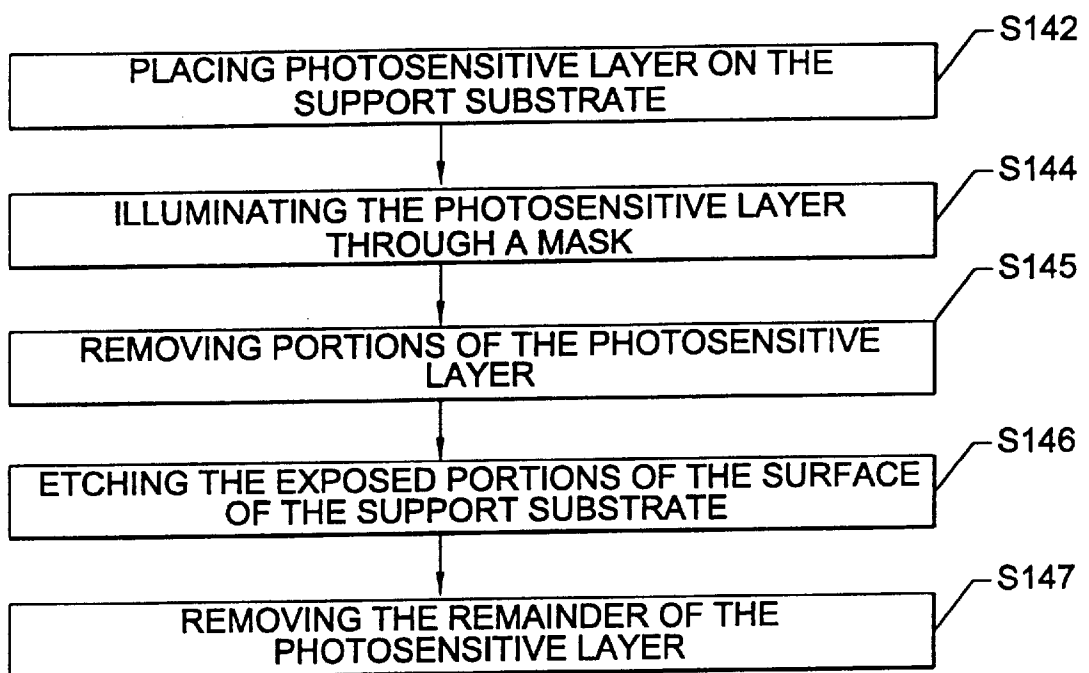 S142
PLACING PHOTOSENSITIVE LAYER ON THE
SUPPORT SUBSTRATE
S144
ILLUMINATING THE PHOTOSENSITIVE LAYER
THROUGH A MASK
S145
REMOVING PORTIONS OF THE PHOTOSENSITIVE
LAYER
S146
ETCHING THE EXPOSED PORTIONS OF THE SURFACE
OF THE SUPPORT SUBSTRATE
S147
REMOVING THE REMAINDER OF THE
PHOTOSENSITIVE LAYER